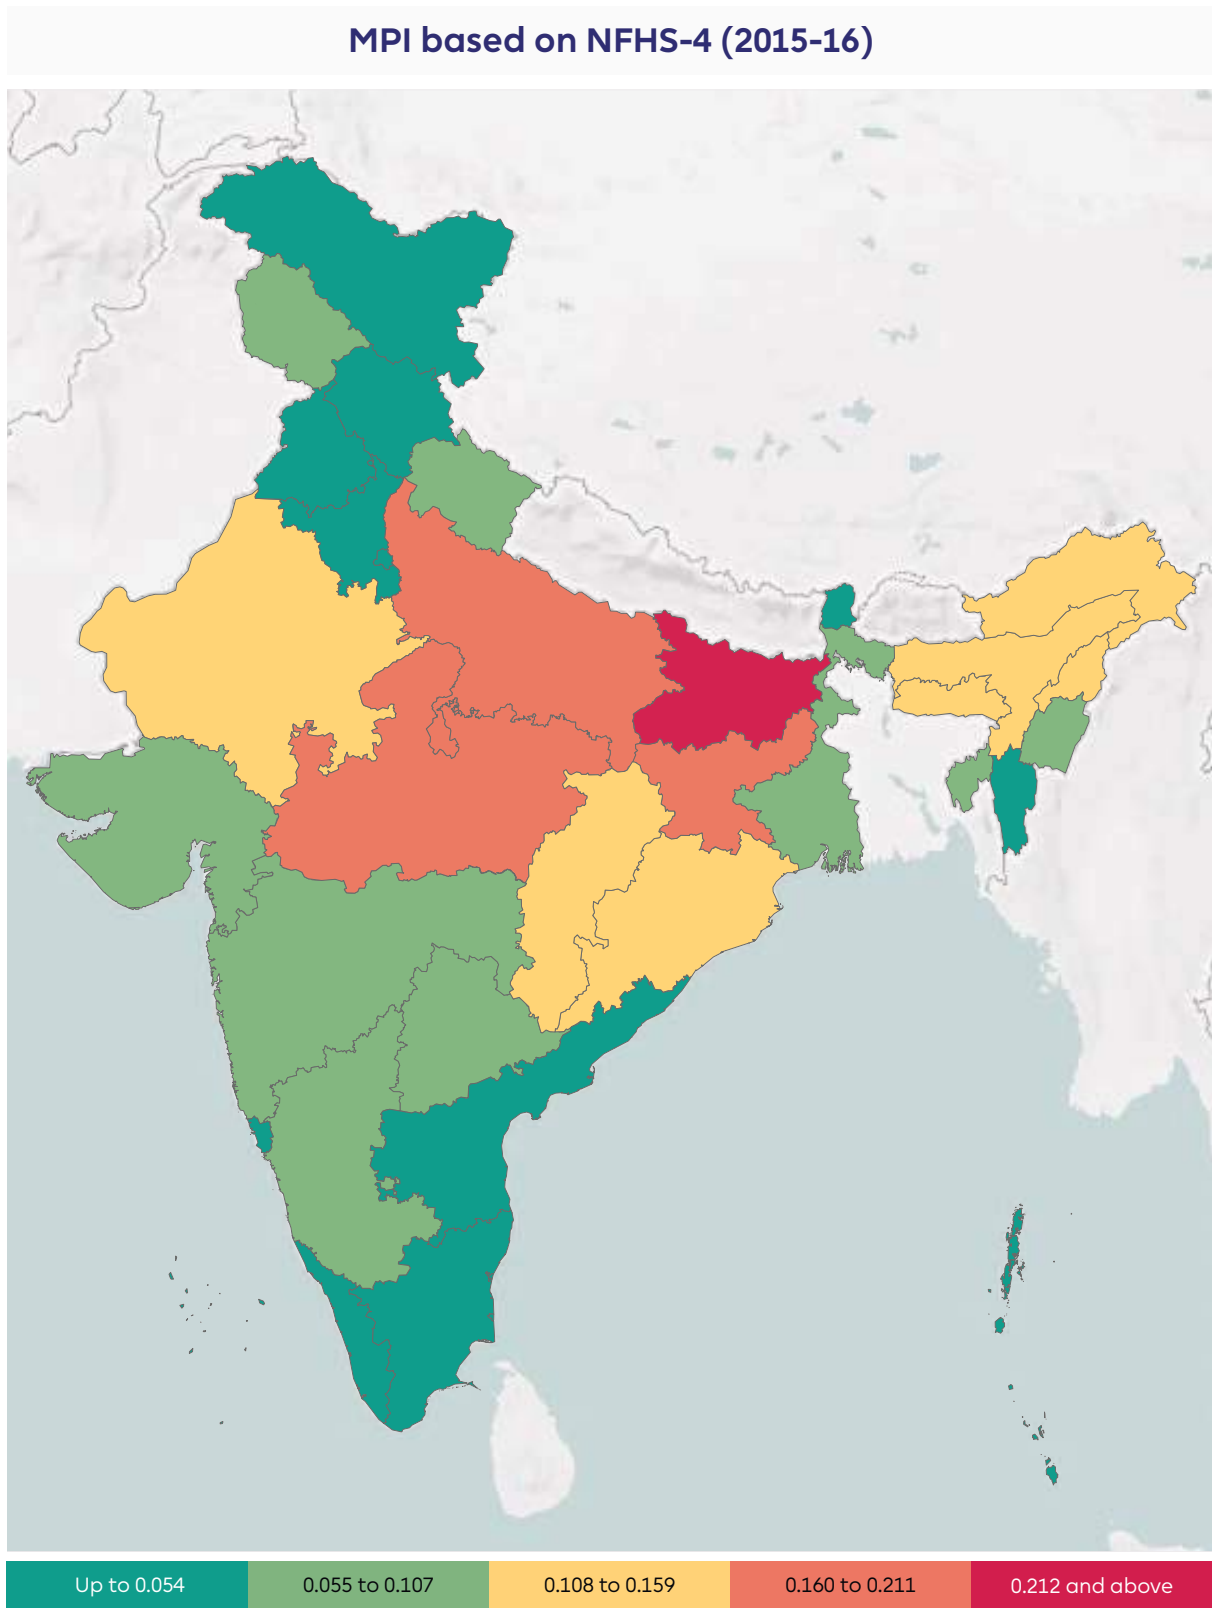 MPI based on NFHS-4 (2015-16)
Up to 0.054
0.055 to 0.107
0.108 to 0.159
0.160 to 0.211
0.212 and above